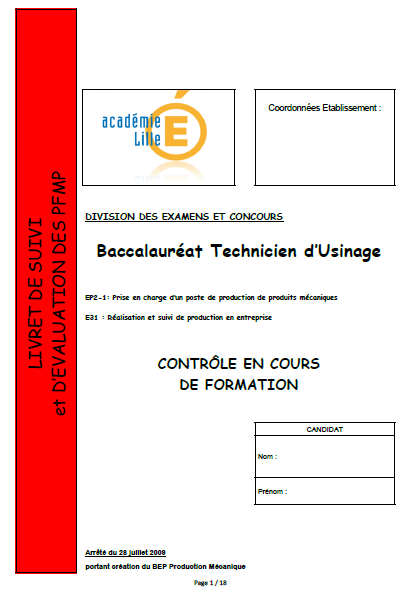 LIVRET DE SUIVI
et D'EVALUATION DES PFMP
académie
Lille
É
Coordonnées Etablissement :
DIVISION DES EXAMENS ET CONCOURS
Baccalauréat Technicien d'Usinage
EP2-1: Prise en charge d'un poste de production de produits mécaniques
E31 : Réalisation et suivi de production en entreprise
CONTRÔLE EN COURS
DE FORMATION
CANDIDAT
Nom :
Prénom :
Arrêté du 28 juillet 2009
portant création du BEP Production Mécanique
Page 1 / 18